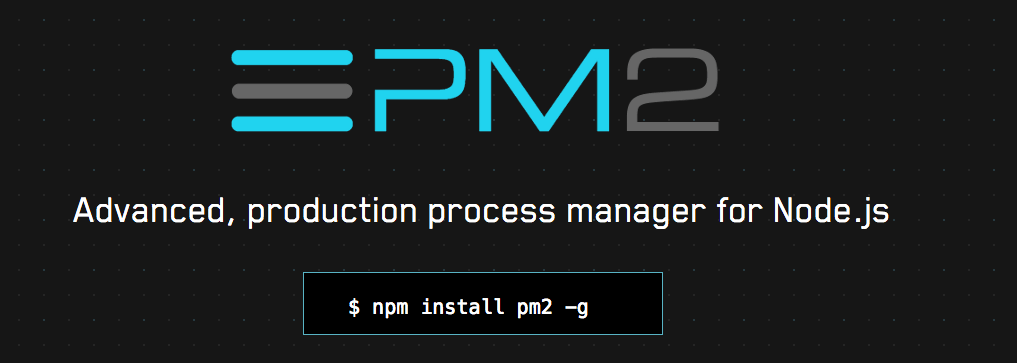 PM2
Advanced, production process manager for Node.js
$ npm install pm2 -g